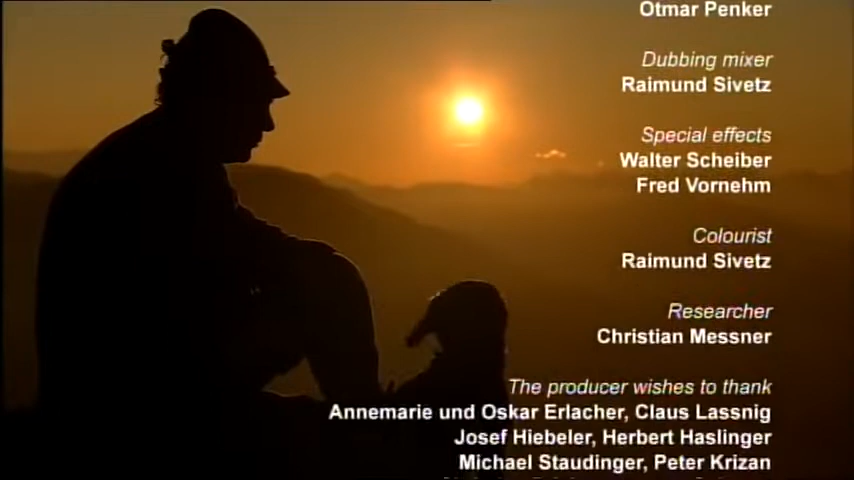 Otmar Penker
Dubbing mixer
Raimund Sivetz
Special effects
Walter Scheiber
Fred Vornehm
Colourist
Raimund Sivetz
Researcher
Christian Messner
The producer wishes to thank
Annemarie und Oskar Erlacher, Claus Lassnig
Josef Hiebeler, Herbert Haslinger
Michael Staudinger, Peter Krizan